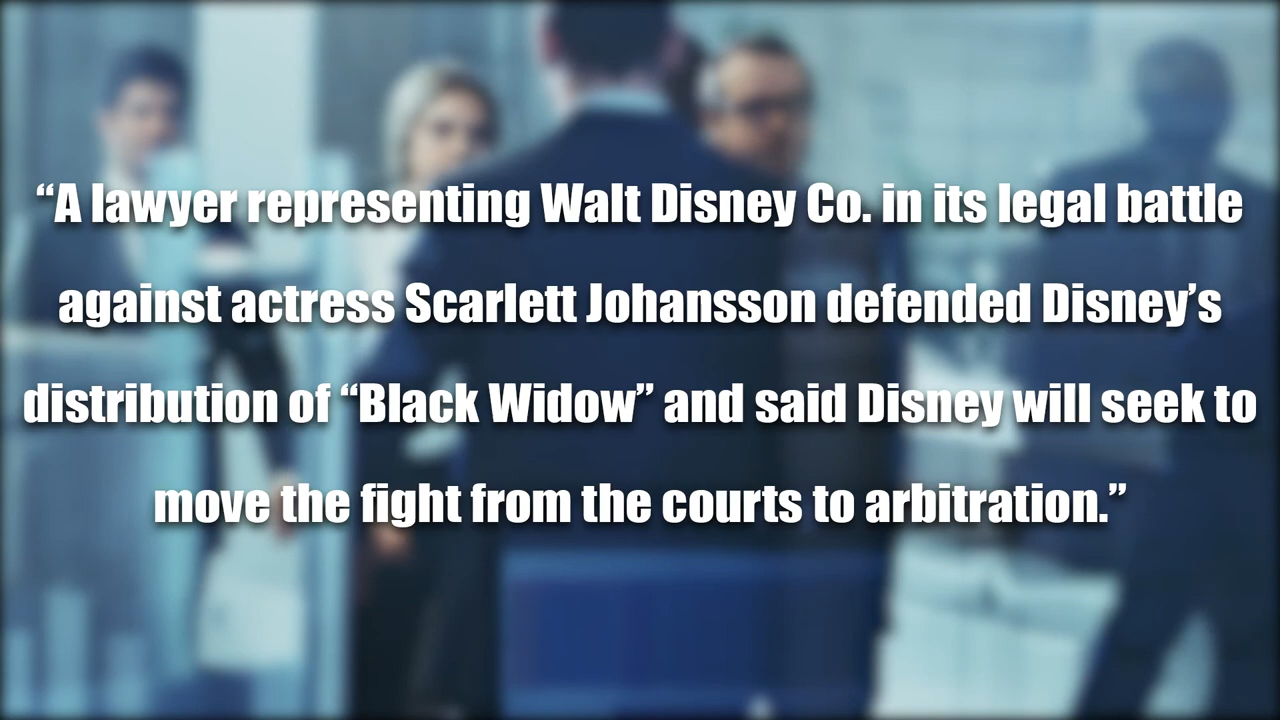 “A lawyer representing Walt Disney Co. in its legal battle
against actress Scarlett Johansson defended Disney’s
distribution of “Black Widow” and said Disney will seek to
move the fight from the courts to arbitration.”